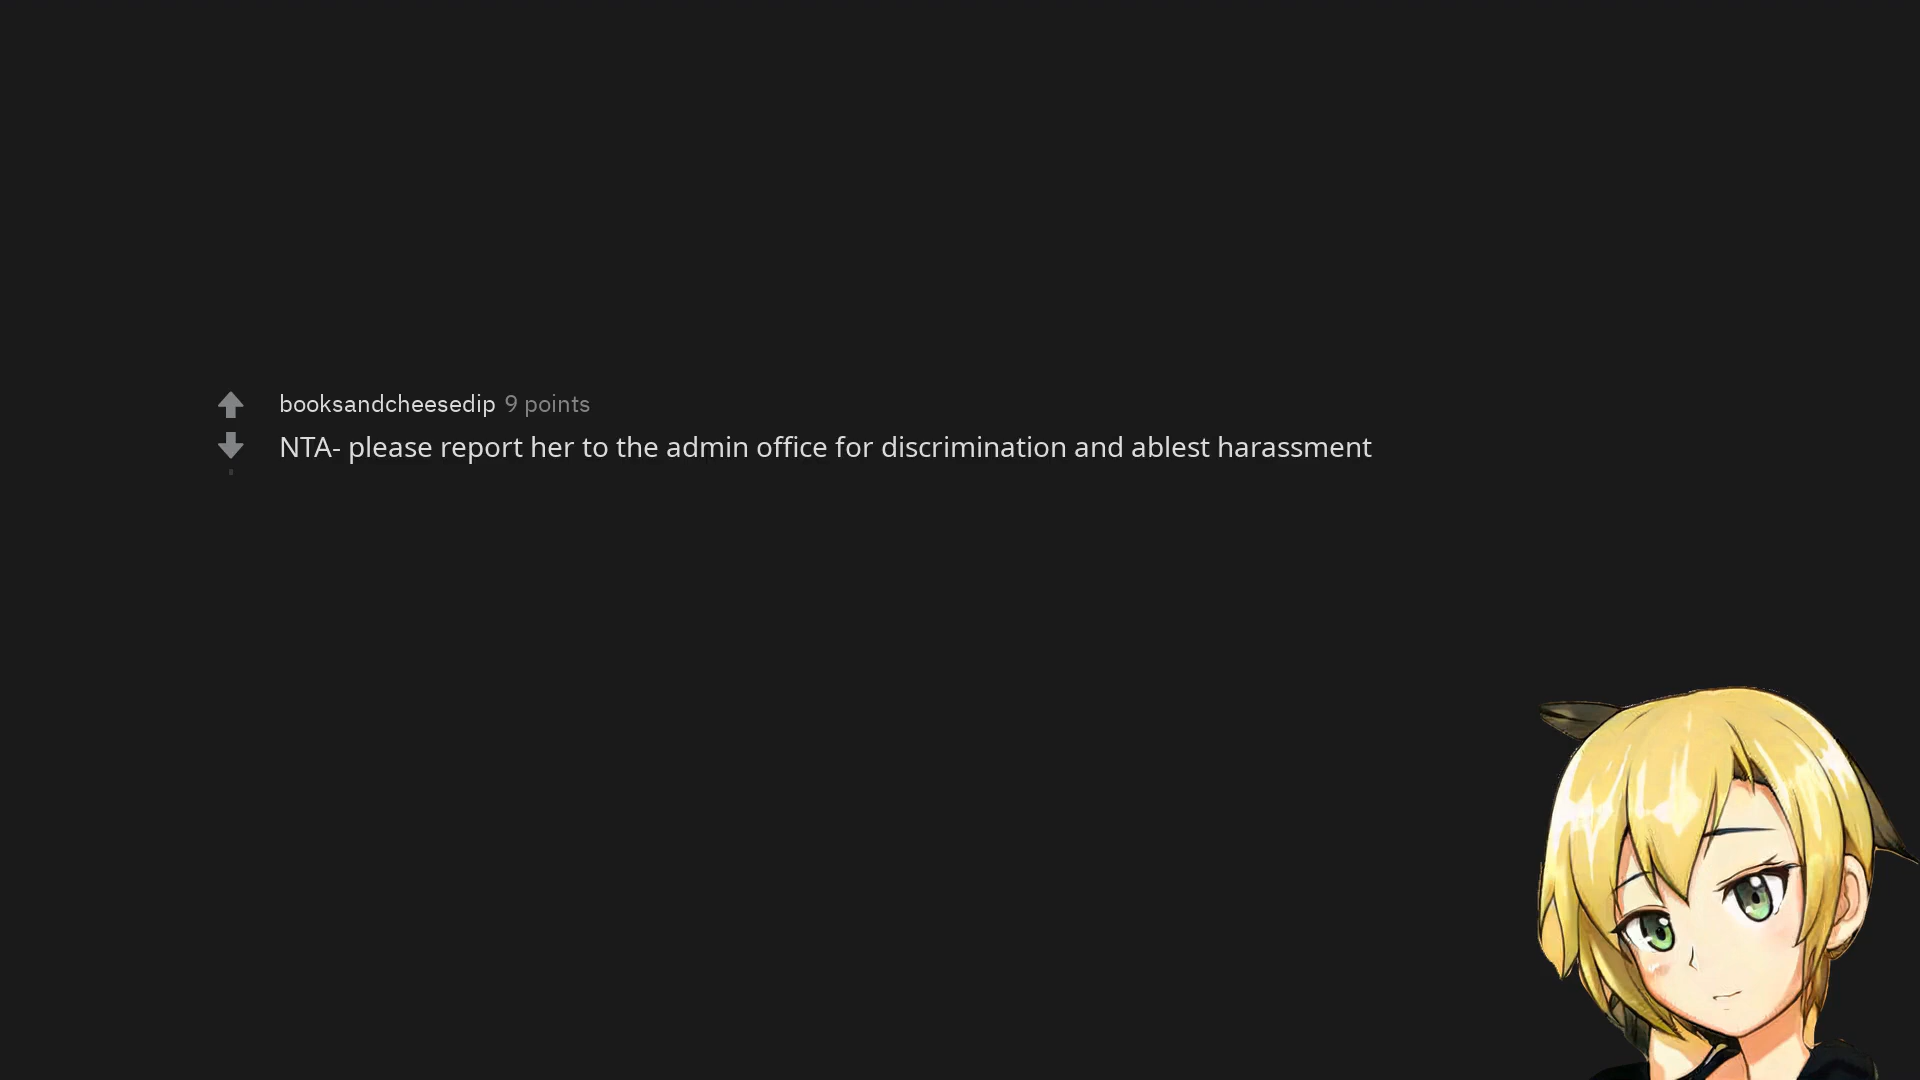 booksandcheesedip 9 points
NTA- please report her to the admin office for discrimination and ablest harassment